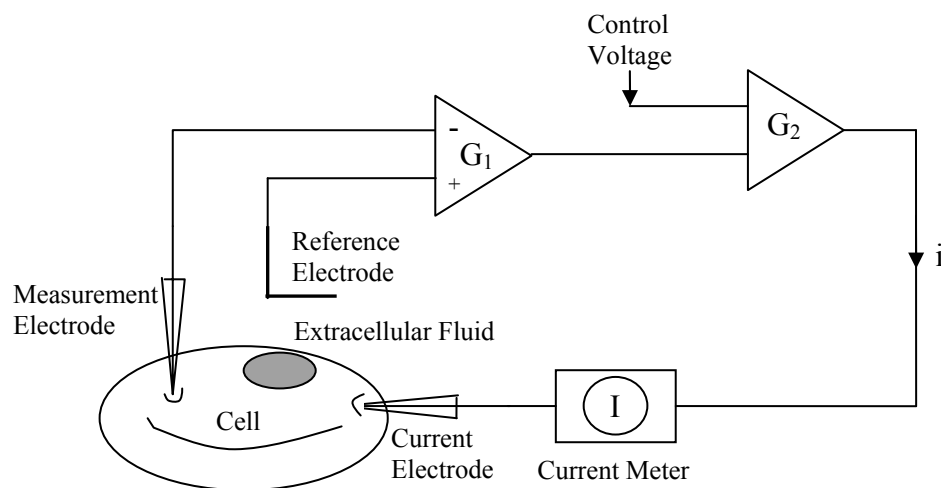 Control
Voltage
-
G₁
+
G₂
Reference
Electrode
i
Measurement
Electrode
Extracellular Fluid
Cell
I
Current
Electrode
Current Meter